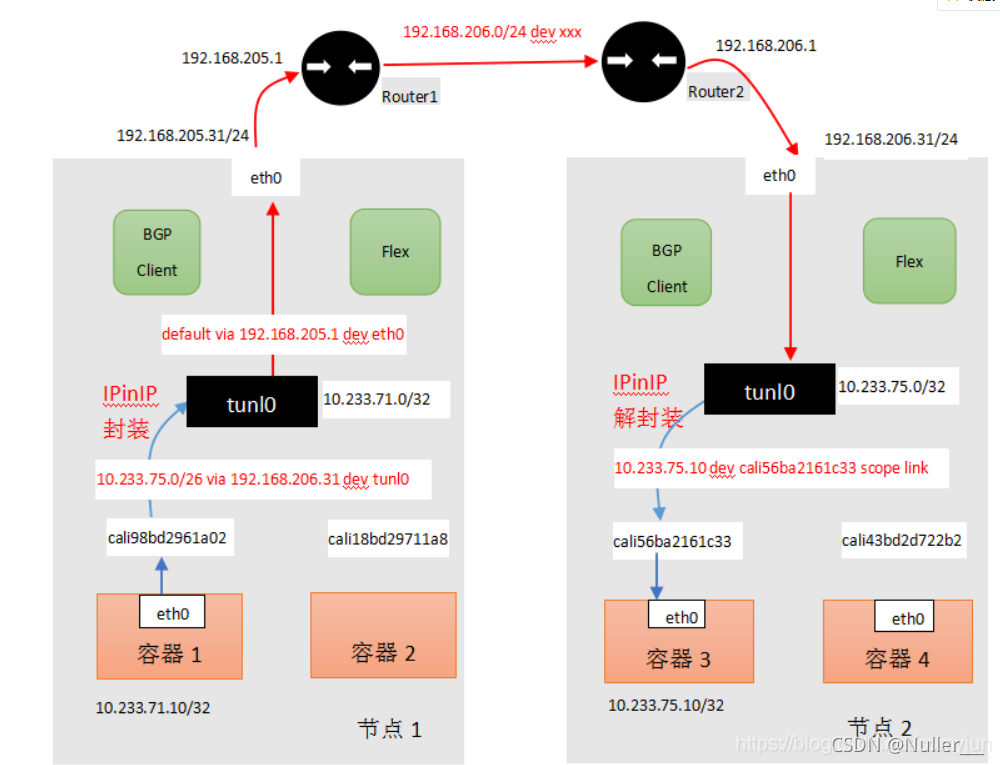 192.168.206.0/24 dev xxx
192.168.205.1
192.168.206.1
Router1
Router2
192.168.205.31/24
192.168.206.31/24
eth0
eth0
BGP
Client
Flex
BGP
Client
Flex
default via 192.168.205.1 dev eth0
IPinIP
封装
tunl0
10.233.71.0/32
IPinIP
解封装
tunl0
10.233.75.0/32
10.233.75.0/26 via 192.168.206.31 dev tunl0
10.233.75.10 dev cali56ba2161c33 scope link
cali98bd2961a02
cali18bd29711a8
cali56ba2161c33
cali43bd2d722b2
eth0
容器 1
容器 2
eth0
容器 3
eth0
容器 4
10.233.71.10/32
10.233.75.10/32
节点 1
节点 2
https://blog
CSDN @Nuller__